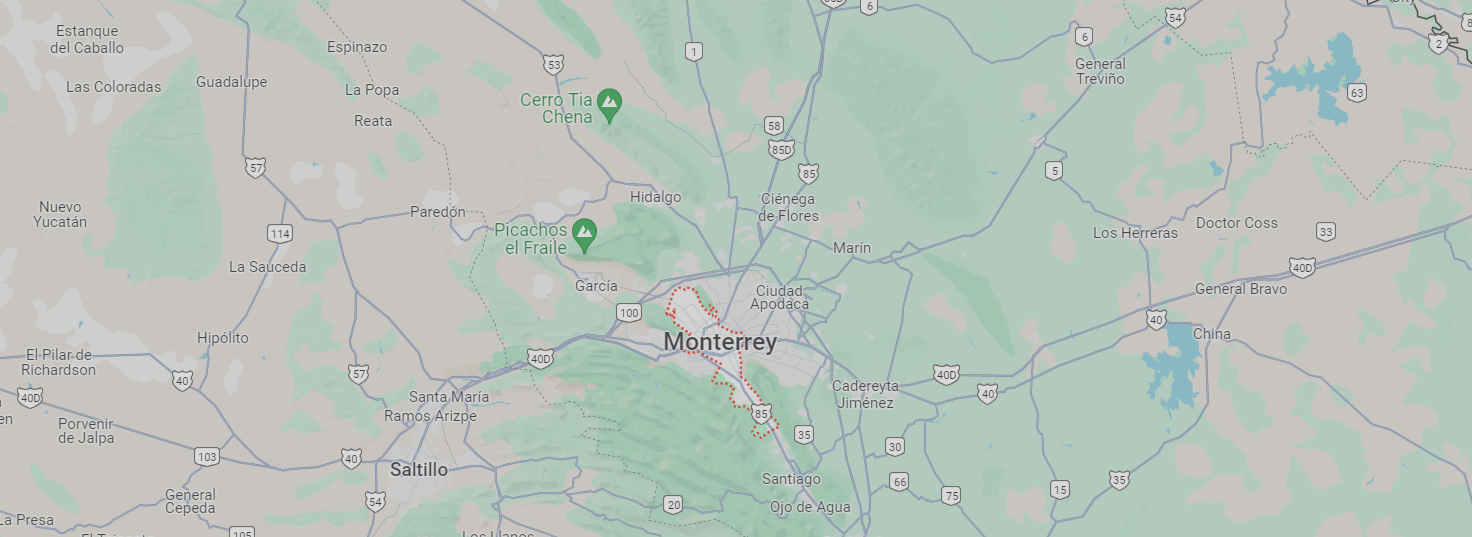 6
54
Estanque
del Caballo
Espinazo
6
2
53
1
General
Treviño
Las Coloradas
Guadalupe
La Popa
63
Cerro Tia
Chena
Reata
58
85D
57
85
5
Nuevo
Yucatán
Paredón
Hidalgo
Ciénega
de Flores
Picachos
el Fraile
114
Los Herreras
Doctor Coss
33
Marín
La Sauceda
40D
García
Ciudad
Apodaca
General Bravo
100
40
Hipólito
Monterrey
China
El Pilar de
Richardson
40D
57
40D
40
Cadereyta
Jiménez
40
40D
Santa María
Ramos Arizpe
85
Porvenir
de Jalpa
35
30
103
40
Saltillo
Santiago
66
35
General
Cepeda
54
20
75
15
Ojo de Agua
La Presa
105
Los Llanos